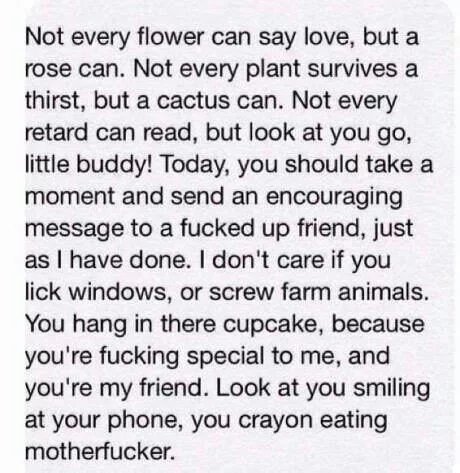 Not every flower can say love, but a
rose can. Not every plant survives a
thirst, but a cactus can. Not every
retard can read, but look at you go,
little buddy! Today, you should take a
moment and send an encouraging
message to a fucked up friend, just
as I have done. I don't care if you
lick windows, or screw farm animals.
You hang in there cupcake, because
you're fucking special to me, and
you're my friend. Look at you smiling
at your phone, you crayon eating
motherfucker.